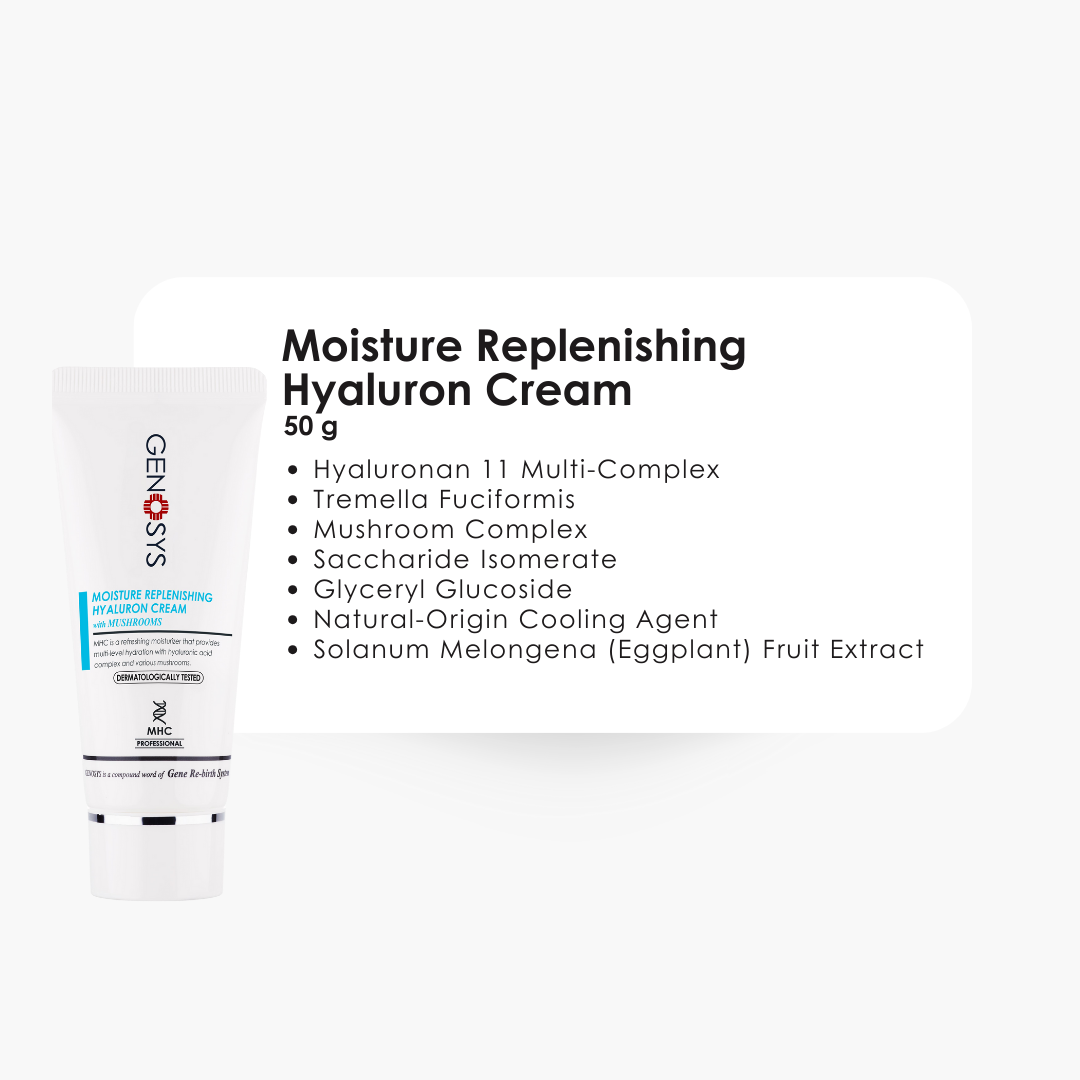 Moisture Replenishing
Hyaluron Cream
50 g
• Hyaluronan 11 Multi-Complex
• Tremella Fuciformis
• Mushroom Complex
• Saccharide Isomerate
• Glyceryl Glucoside
• Natural-Origin Cooling Agent
• Solanum Melongena (Eggplant) Fruit Extract
GENOSYS
MOISTURE REPLENISHING
HYALURON CREAM
with MUSHROOMS
MHC is a refreshing moisturizer that provides
multi-level hydration with hyaluronic acid
complex and various mushrooms.
DERMATOLOGICALLY TESTED
MHC
PROFESSIONAL
GENOSYS is a compound word of Gene Re-birth System